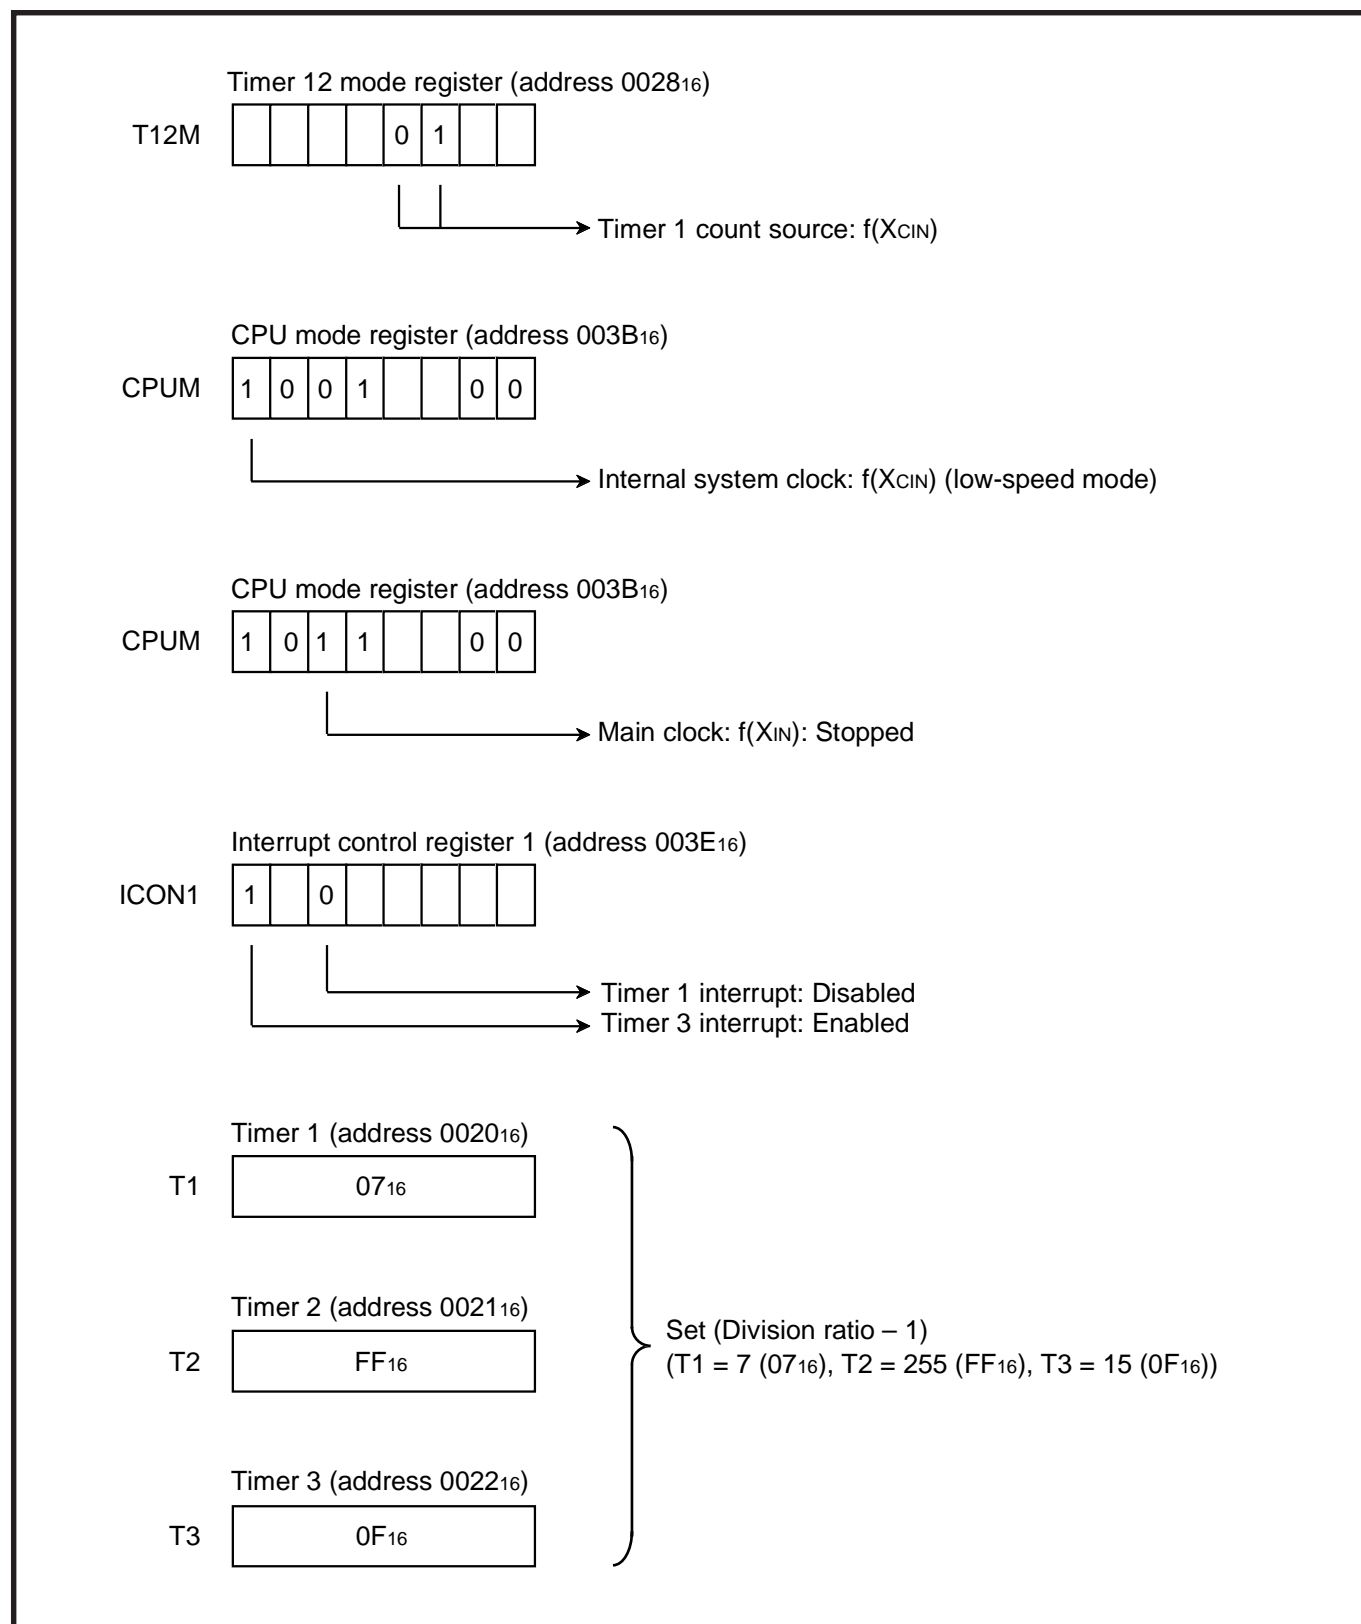 Timer 12 mode register (address 0028₁₆)
T12M 0 1
Timer 1 count source: f(XCIN)
CPU mode register (address 003B₁₆)
CPUM 1 0 0 1 0 0
Internal system clock: f(XCIN) (low-speed mode)
CPU mode register (address 003B₁₆)
CPUM 1 0 1 1 0 0
Main clock: f(XIN): Stopped
Interrupt control register 1 (address 003E₁₆)
ICON1 1 0
Timer 1 interrupt: Disabled
Timer 3 interrupt: Enabled
Timer 1 (address 0020₁₆)
T1 07₁₆
Timer 2 (address 0021₁₆)
T2 FF₁₆
Set (Division ratio – 1)
(T1 = 7 (07₁₆), T2 = 255 (FF₁₆), T3 = 15 (0F₁₆))
Timer 3 (address 0022₁₆)
T3 0F₁₆